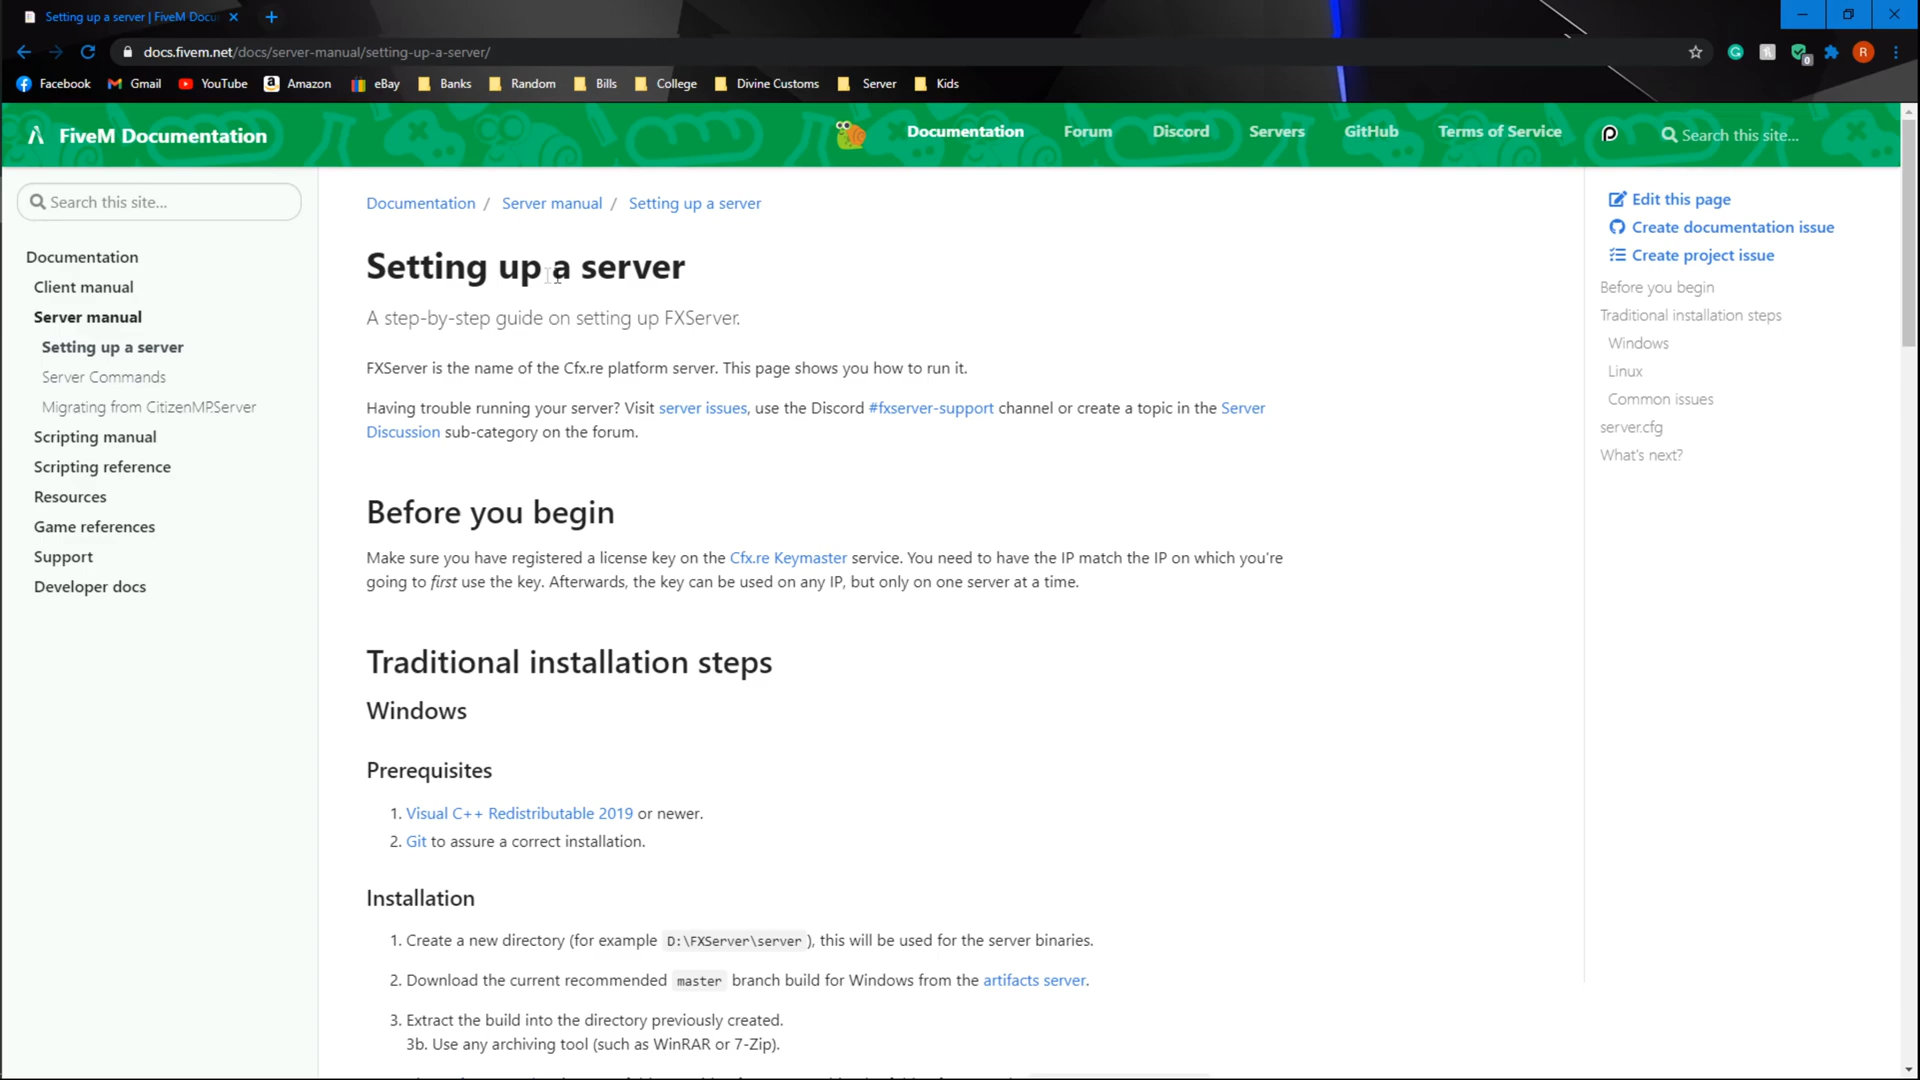 Setting up a server | FiveM Docu
docs.fivem.net/docs/server-manual/setting-up-a-server/
Facebook Gmail YouTube Amazon eBay Banks Random Bills College Divine Customs Server Kids
FiveM Documentation
Documentation Forum Discord Servers GitHub Terms of Service Search this site...
Search this site...
Documentation
Client manual
Server manual
Setting up a server
Server Commands
Migrating from CitizenMP.Server
Scripting manual
Scripting reference
Resources
Game references
Support
Developer docs
Documentation / Server manual / Setting up a server
Setting up a server
A step-by-step guide on setting up FXServer.
FXServer is the name of the Cfx.re platform server. This page shows you how to run it.
Having trouble running your server? Visit server issues, use the Discord #fxserver-support channel or create a topic in the Server
Discussion sub-category on the forum.
Before you begin
Make sure you have registered a license key on the Cfx.re Keymaster service. You need to have the IP match the IP on which you're
going to first use the key. Afterwards, the key can be used on any IP, but only on one server at a time.
Traditional installation steps
Windows
Prerequisites
1. Visual C++ Redistributable 2019 or newer.
2. Git to assure a correct installation.
Installation
1. Create a new directory (for example D:\FXServer\server ), this will be used for the server binaries.
2. Download the current recommended master branch build for Windows from the artifacts server.
3. Extract the build into the directory previously created.
3b. Use any archiving tool (such as WinRAR or 7-Zip).
Edit this page
Create documentation issue
Create project issue
Before you begin
Traditional installation steps
Windows
Linux
Common issues
server.cfg
What's next?
R
0